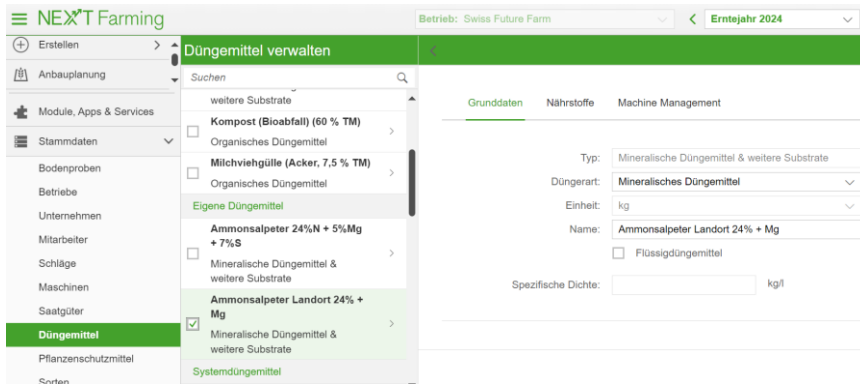 NEXT Farming
Betrieb: Swiss Future Farm
Erntejahr 2024
Erstellen
Anbauplanung
Module, Apps & Services
Stammdaten
Bodenproben
Betriebe
Unternehmen
Mitarbeiter
Schläge
Maschinen
Saatgüter
Düngemittel
Pflanzenschutzmittel
Sorten
Düngemittel verwalten
Suchen
weitere Substrate
Kompost (Bioabfall) (60 % TM)
Organisches Düngemittel
Milchviehgülle (Acker, 7,5 % TM)
Organisches Düngemittel
Eigene Düngemittel
Ammonsalpeter 24%N + 5%Mg
+ 7%S
Mineralische Düngemittel &
weitere Substrate
Ammonsalpeter Landort 24% +
Mg
Mineralische Düngemittel &
weitere Substrate
Systemdüngemittel
Grunddaten
Nährstoffe
Machine Management
Typ: Mineralische Düngemittel & weitere Substrate
Düngerart: Mineralisches Düngemittel
Einheit: kg
Name: Ammonsalpeter Landort 24% + Mg
Flüssigdüngemittel
Spezifische Dichte: kg/l